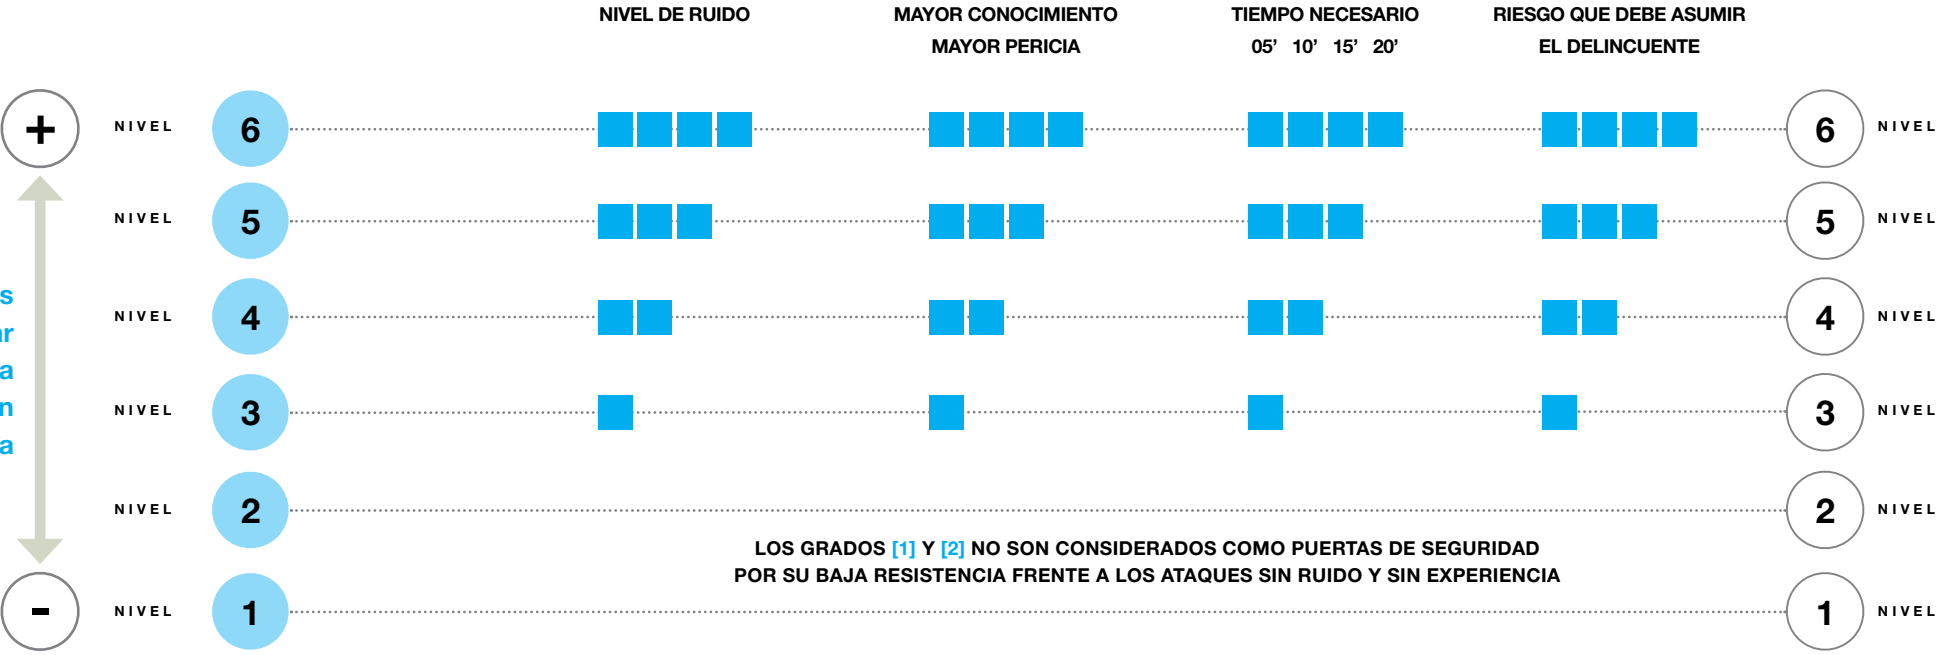 NIVEL DE RUIDO
MAYOR CONOCIMIENTO
MAYOR PERICIA
TIEMPO NECESARIO
05’ 10’ 15’ 20’
RIESGO QUE DEBE ASUMIR
EL DELINCUENTE
+
NIVEL 6 6 NIVEL
NIVEL 5 5 NIVEL
NIVEL 4 4 NIVEL
NIVEL 3 3 NIVEL
NIVEL 2 2 NIVEL
LOS GRADOS [1] Y [2] NO SON CONSIDERADOS COMO PUERTAS DE SEGURIDAD
POR SU BAJA RESISTENCIA FRENTE A LOS ATAQUES SIN RUIDO Y SIN EXPERIENCIA
-
NIVEL 1 1 NIVEL